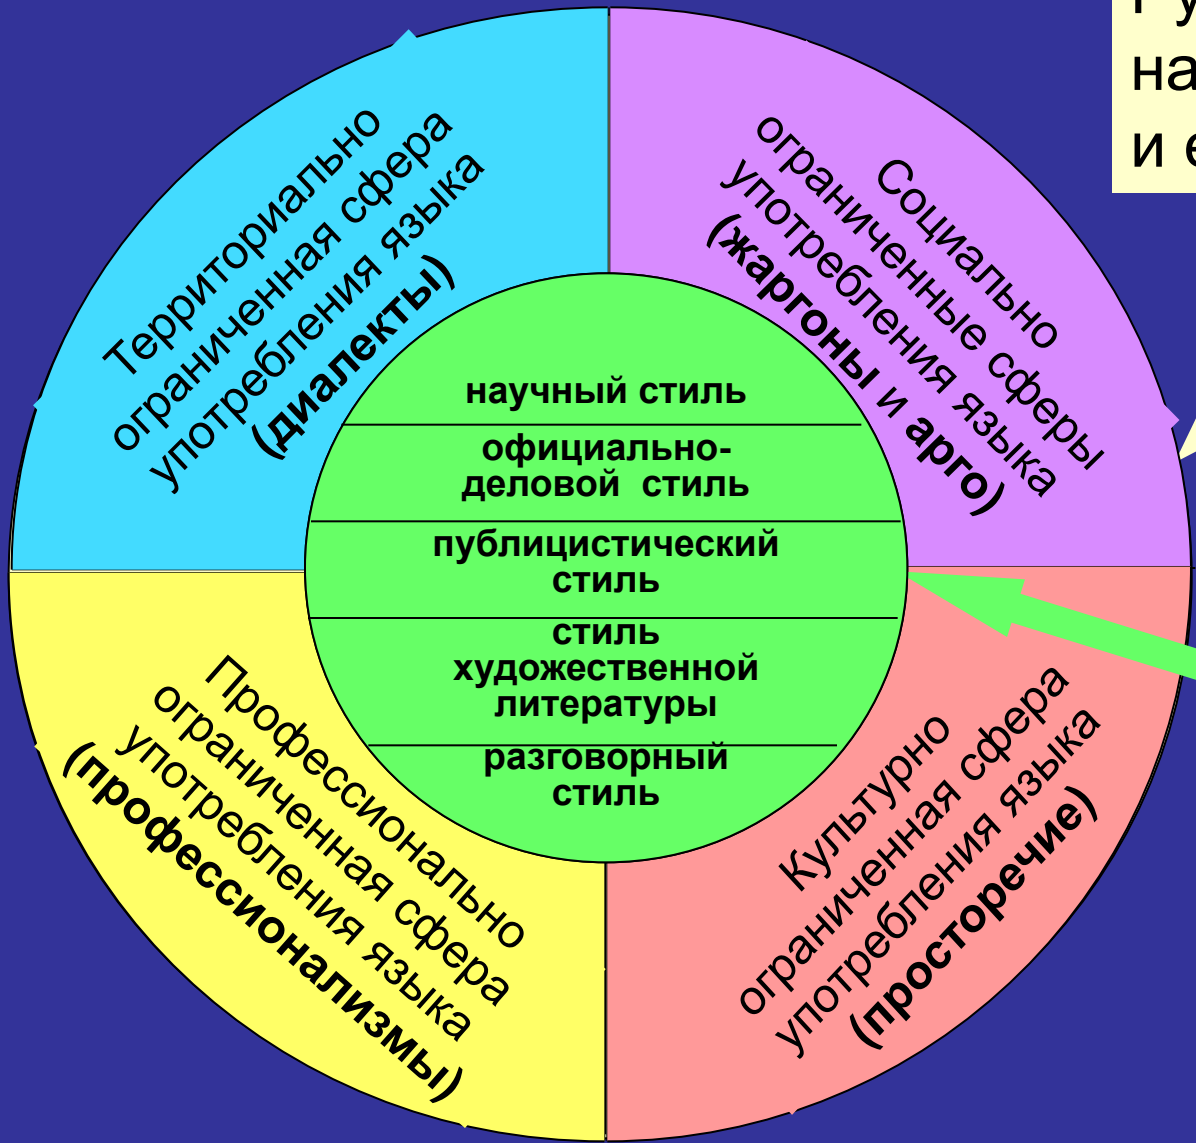 на
и е
Территориально
ограниченная сфера
употребления языка
(диалекты)
Социально
ограниченные сферы
употребления языка
(жаргоны и арго)
научный стиль
официально-
деловой  стиль
публицистический
стиль
стиль
художественной
литературы
разговорный
стиль
Профессионально
ограниченная сфера
употребления языка
(профессионализмы)
Культурно
ограниченная сфера
употребления языка
(просторечие)